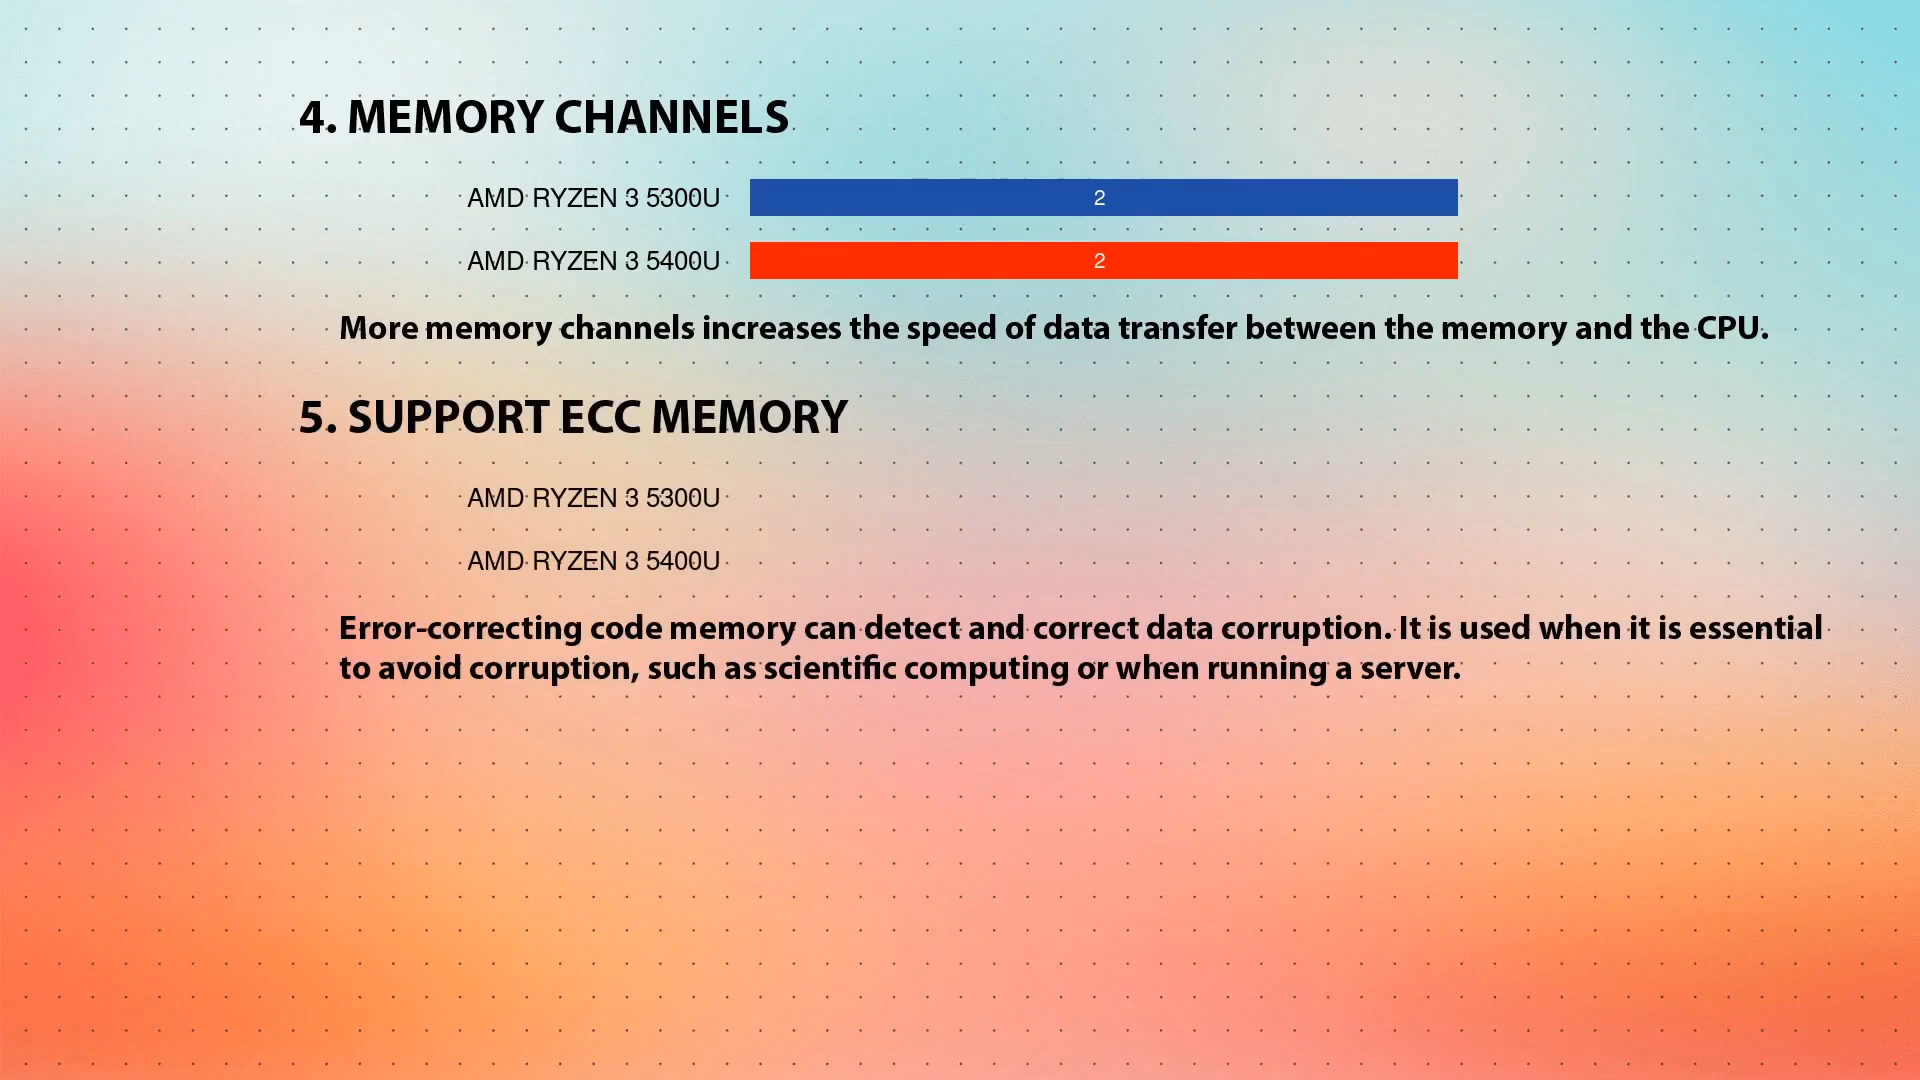 4. MEMORY CHANNELS
AMD RYZEN 3 5300U
2
AMD RYZEN 3 5400U
2
More memory channels increases the speed of data transfer between the memory and the CPU.
5. SUPPORT ECC MEMORY
AMD RYZEN 3 5300U
AMD RYZEN 3 5400U
Error-correcting code memory can detect and correct data corruption. It is used when it is essential
to avoid corruption, such as scientific computing or when running a server.